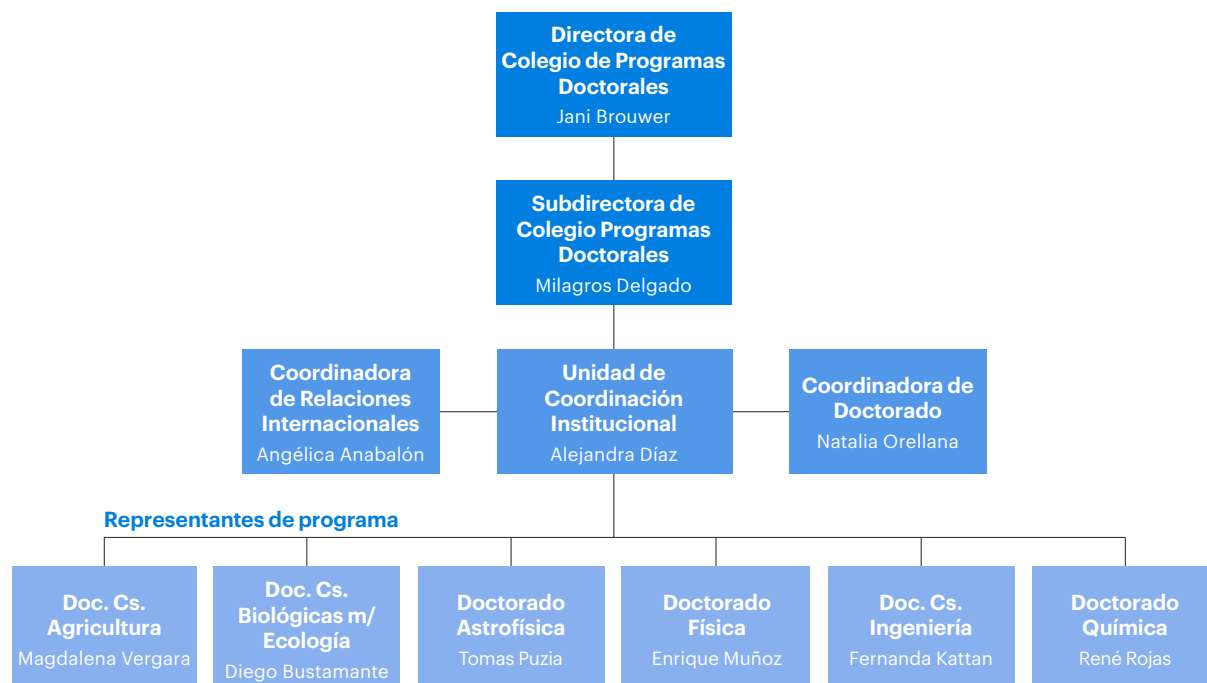 Directora de
Colegio de Programas
Doctorales
Jani Brouwer
Subdirectora de
Colegio Programas
Doctorales
Milagros Delgado
Coordinadora
de Relaciones
Internacionales
Angélica Anabalón
Unidad de
Coordinación
Institucional
Alejandra Díaz
Coordinadora de
Doctorado
Natalia Orellana
Representantes de programa
Doc. Cs.
Agricultura
Magdalena Vergara
Doc. Cs.
Biológicas m/
Ecología
Diego Bustamante
Doctorado
Astrofísica
Tomas Puzia
Doctorado
Física
Enrique Muñoz
Doc. Cs.
Ingeniería
Fernanda Kattan
Doctorado
Química
René Rojas